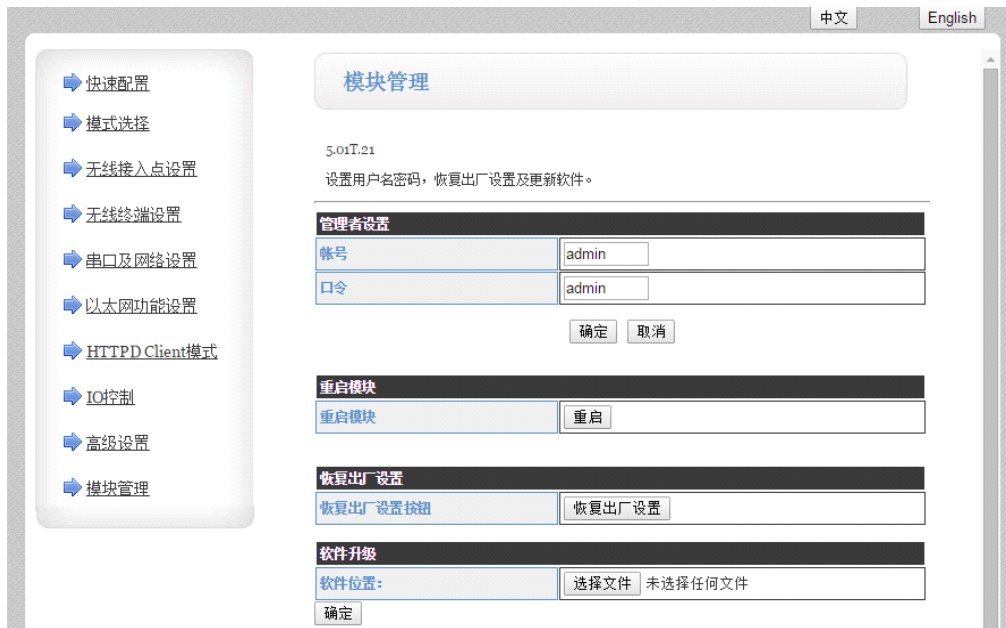 中文 English
快速配置
模式选择
无线接入点设置
无线终端设置
串口及网络设置
以太网功能设置
HTTPD Client模式
IO控制
高级设置
模块管理
模块管理
5.01T.21
设置用户名密码，恢复出厂设置及更新软件。
管理者设置
帐号 admin
口令 admin
确定 取消
重启模块
重启模块 重启
恢复出厂设置
恢复出厂设置按钮 恢复出厂设置
软件升级
软件位置： 选择文件 未选择任何文件
确定